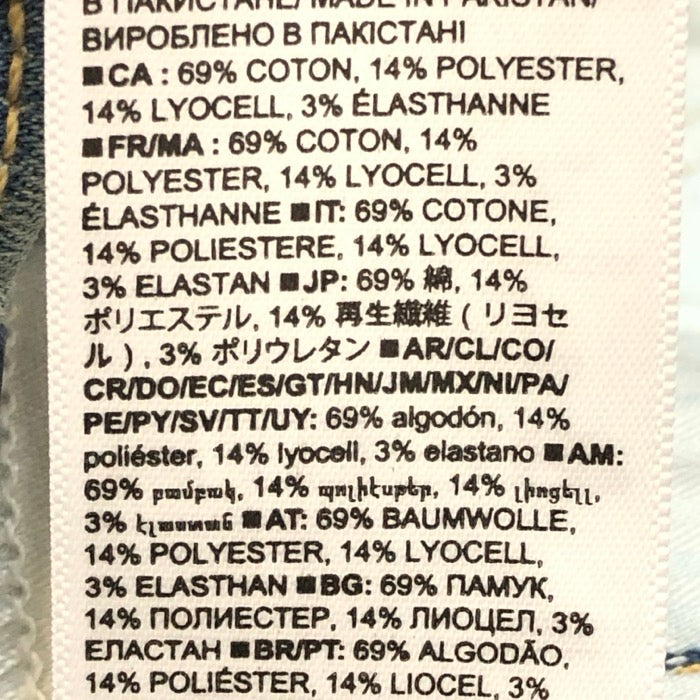 В ПАКИСТАНЕ/ MADE IN PAKISTAN/
ВИРОБЛЕНО В ПАКІСТАНІ
■CA : 69% COTON, 14% POLYESTER,
14% LYOCELL, 3% ÉLASTHANNE
■FR/MA : 69% COTON, 14%
POLYESTER, 14% LYOCELL, 3%
ÉLASTHANNE ■IT: 69% COTONE,
14% POLIESTERE, 14% LYOCELL,
3% ELASTAN ■JP: 69% 綿, 14%
ポリエステル, 14% 再生繊維 ( リヨセ
ル ) , 3% ポリウレタン ■AR/CL/CO/
CR/DO/EC/ES/GT/HN/JM/MX/NI/PA/
PE/PY/SV/TT/UY: 69% algodón, 14%
poliéster, 14% lyocell, 3% elastano ■AM:
69% բամբակ, 14% պոլիէսթեր, 14% լիոցելլ,
3% էլաստան ■AT: 69% BAUMWOLLE,
14% POLYESTER, 14% LYOCELL,
3% ELASTHAN ■BG: 69% ПАМУК,
14% ПОЛИЕСТЕР, 14% ЛИОЦЕЛ, 3%
ЕЛАСТАН ■BR/PT: 69% ALGODÃO,
14% POLIÉSTER, 14% LIOCEL, 3%